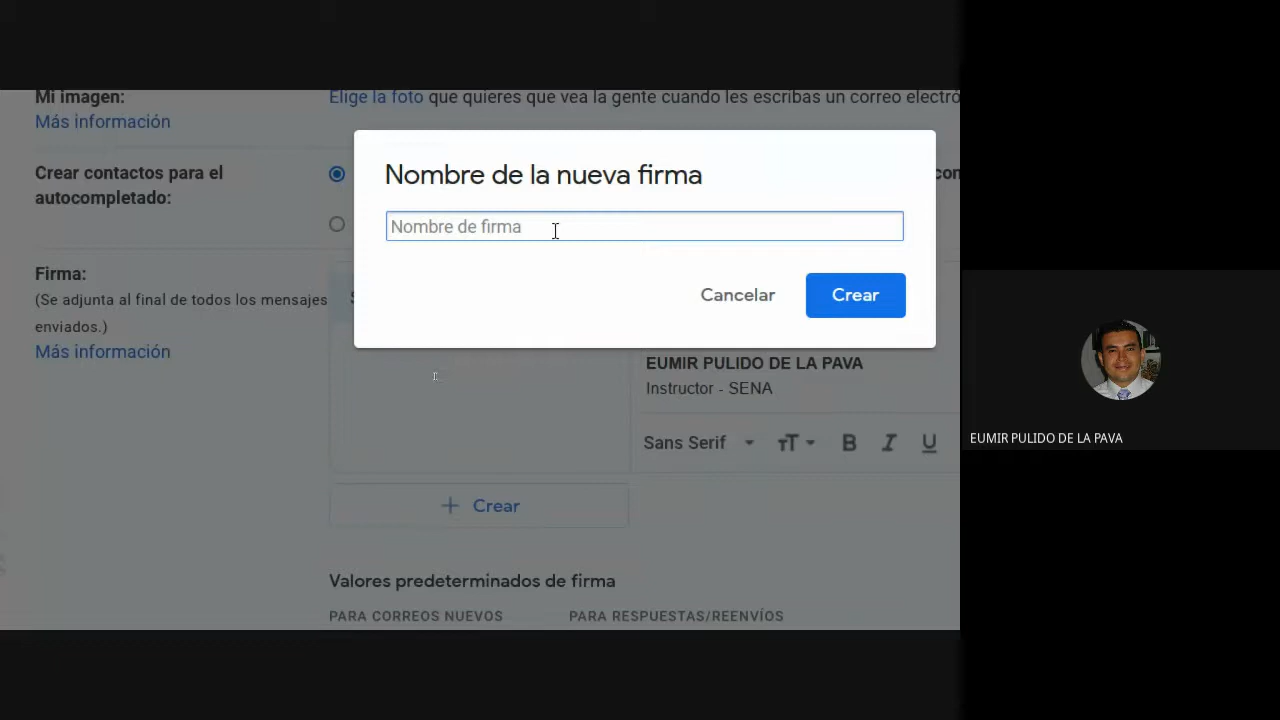 Mi imagen:
Elige la foto que quieres que vea la gente cuando les escribas un correo electró
Más información
Nombre de la nueva firma
Crear contactos para el
autocompletado:
con
Nombre de firma
Firma:
(Se adjunta al final de todos los mensajes
enviados.)
Más información
Cancelar
Crear
EUMIR PULIDO DE LA PAVA
Instructor - SENA
Sans Serif
B I U
+ Crear
Valores predeterminados de firma
PARA CORREOS NUEVOS
PARA RESPUESTAS/REENVÍOS
EUMIR PULIDO DE LA PAVA